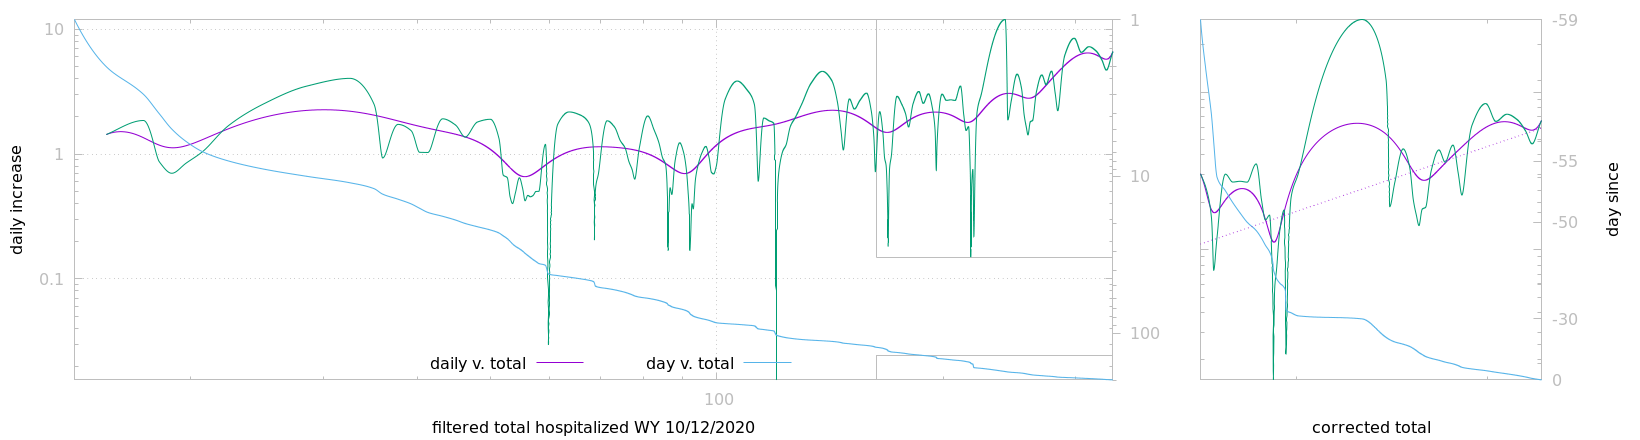 10
1
0.1
daily increase
1
10
100
daily v. total
day v. total
100
filtered total hospitalized WY 10/12/2020
-59
-55
-50
-30
0
day since
corrected total